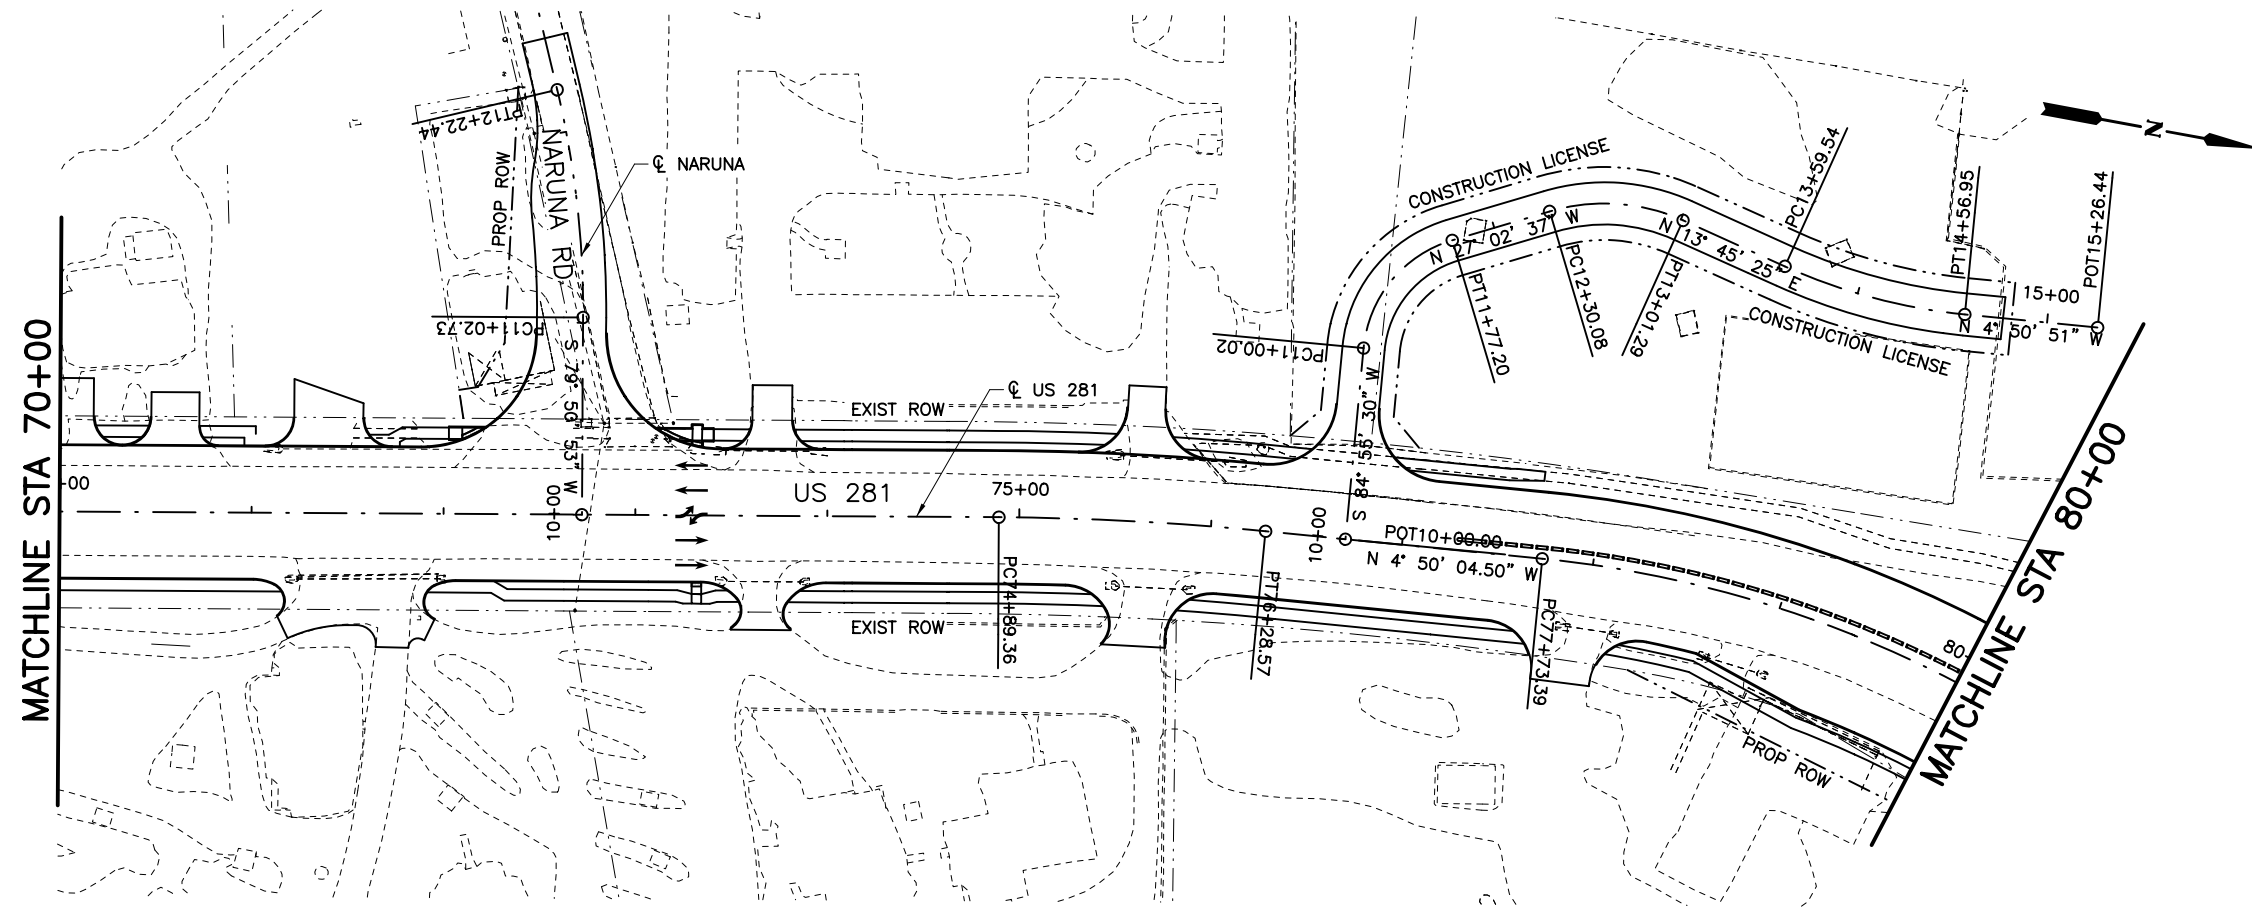 MATCHLINE STA 70+00
PT12+22.44
PROP ROW
NARUNA RD
℄ NARUNA
PC11+02.73
S 79° 50' 53" W
10+00
00
US 281
℄ US 281
EXIST ROW
75+00
EXIST ROW
PC74+89.36
PT76+28.57
PC11+00.02
S 84° 55' 30" W
10+00
POT10+00.00
N 4° 50' 04.50" W
PC77+73.39
CONSTRUCTION LICENSE
N 27° 02' 37" W
PT11+77.20
PC12+30.08
PT13+01.29
N 13° 45' 25" E
PC13+59.54
CONSTRUCTION LICENSE
PT14+56.95
POT15+26.44
15+00
N 4° 50' 51" W
N
PROP ROW
80
MATCHLINE STA 80+00